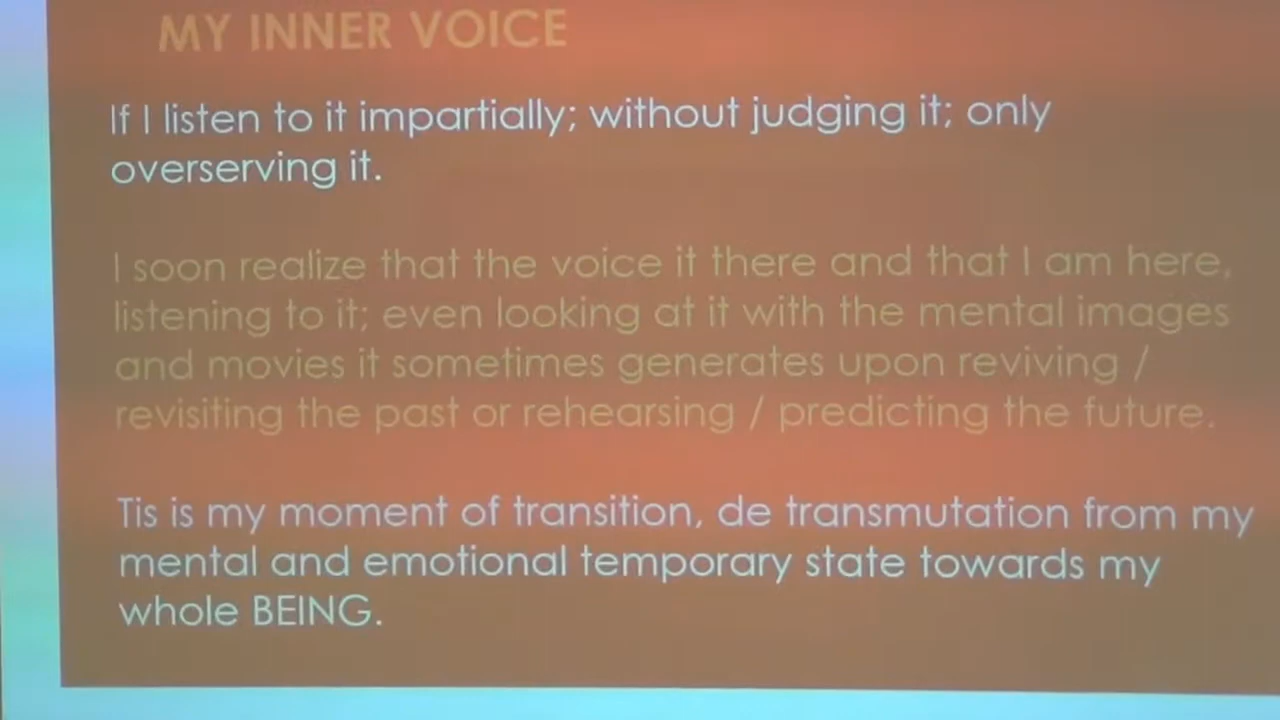 MY INNER VOICE
If I listen to it impartially; without judging it; only
overserving it.
I soon realize that the voice it there and that I am here,
listening to it; even looking at it with the mental images
and movies it sometimes generates upon reviving /
revisiting the past or rehearsing / predicting the future.
Tis is my moment of transition, de transmutation from my
mental and emotional temporary state towards my
whole BEING.